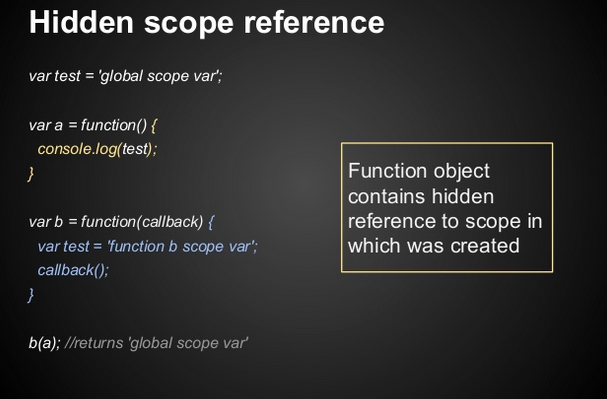 Hidden scope reference
var test = 'global scope var';
var a = function() {
console.log(test);
}
var b = function(callback) {
var test = 'function b scope var';
callback();
}
b(a); //returns 'global scope var'
Function object
contains hidden
reference to scope in
which was created